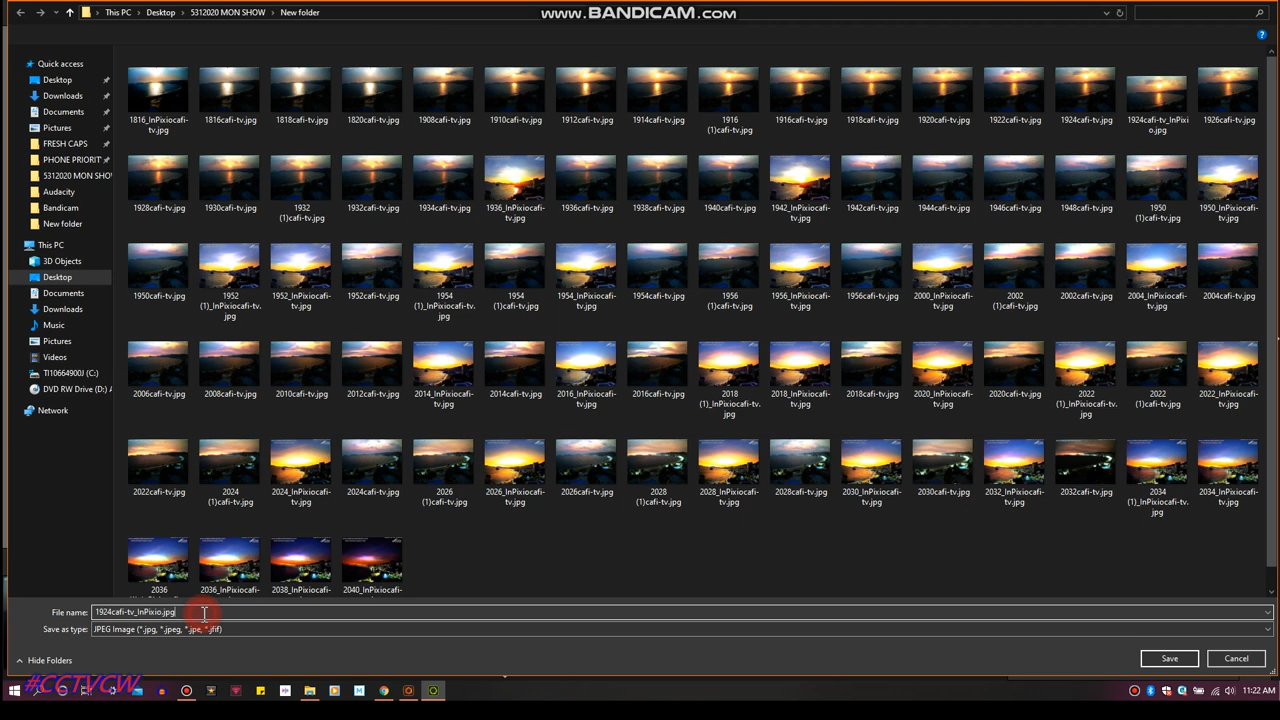 This PC > Desktop > 5312020 MON SHOW > New folder
www.BANDICAM.com
Quick access
Desktop
Downloads
Documents
Pictures
FRESH CAPS
PHONE PRIORIT
5312020 MON SHO
Audacity
Bandicam
New folder
This PC
3D Objects
Desktop
Documents
Downloads
Music
Pictures
Videos
TI10664900J (C:)
DVD RW Drive (D:) A
Network
1816_InPixiocafi-tv.jpg
1816cafi-tv.jpg
1818cafi-tv.jpg
1820cafi-tv.jpg
1908cafi-tv.jpg
1910cafi-tv.jpg
1912cafi-tv.jpg
1914cafi-tv.jpg
1916 (1)cafi-tv.jpg
1916cafi-tv.jpg
1918cafi-tv.jpg
1920cafi-tv.jpg
1922cafi-tv.jpg
1924cafi-tv.jpg
1924cafi-tv_InPixio.jpg
1926cafi-tv.jpg
1928cafi-tv.jpg
1930cafi-tv.jpg
1932 (1)cafi-tv.jpg
1932cafi-tv.jpg
1934cafi-tv.jpg
1936_InPixiocafi-tv.jpg
1936cafi-tv.jpg
1938cafi-tv.jpg
1940cafi-tv.jpg
1942_InPixiocafi-tv.jpg
1942cafi-tv.jpg
1944cafi-tv.jpg
1946cafi-tv.jpg
1948cafi-tv.jpg
1950 (1)cafi-tv.jpg
1950_InPixiocafi-tv.jpg
1950cafi-tv.jpg
1952 (1)_InPixiocafi-tv.jpg
1952_InPixiocafi-tv.jpg
1952cafi-tv.jpg
1954 (1)_InPixiocafi-tv.jpg
1954 (1)cafi-tv.jpg
1954_InPixiocafi-tv.jpg
1954cafi-tv.jpg
1956 (1)cafi-tv.jpg
1956_InPixiocafi-tv.jpg
1956cafi-tv.jpg
2000_InPixiocafi-tv.jpg
2002 (1)cafi-tv.jpg
2002cafi-tv.jpg
2004_InPixiocafi-tv.jpg
2004cafi-tv.jpg
2006cafi-tv.jpg
2008cafi-tv.jpg
2010cafi-tv.jpg
2012cafi-tv.jpg
2014_InPixiocafi-tv.jpg
2014cafi-tv.jpg
2016_InPixiocafi-tv.jpg
2016cafi-tv.jpg
2018 (1)_InPixiocafi-tv.jpg
2018_InPixiocafi-tv.jpg
2018cafi-tv.jpg
2020_InPixiocafi-tv.jpg
2020cafi-tv.jpg
2022 (1)_InPixiocafi-tv.jpg
2022 (1)cafi-tv.jpg
2022_InPixiocafi-tv.jpg
2022cafi-tv.jpg
2024 (1)cafi-tv.jpg
2024_InPixiocafi-tv.jpg
2024cafi-tv.jpg
2026 (1)cafi-tv.jpg
2026_InPixiocafi-tv.jpg
2026cafi-tv.jpg
2028 (1)cafi-tv.jpg
2028_InPixiocafi-tv.jpg
2028cafi-tv.jpg
2030_InPixiocafi-tv.jpg
2030cafi-tv.jpg
2032_InPixiocafi-tv.jpg
2032cafi-tv.jpg
2034 (1)_InPixiocafi-tv.jpg
2034_InPixiocafi-tv.jpg
2036
2036_InPixiocafi-
2038_InPixiocafi-
2040_InPixiocafi-
File name: 1924cafi-tv_InPixio.jpg
Save as type: JPEG Image (*.jpg, *.jpeg, *.jpe, *.jfif)
Hide Folders
Save
Cancel
#CCTVCW
11:22 AM